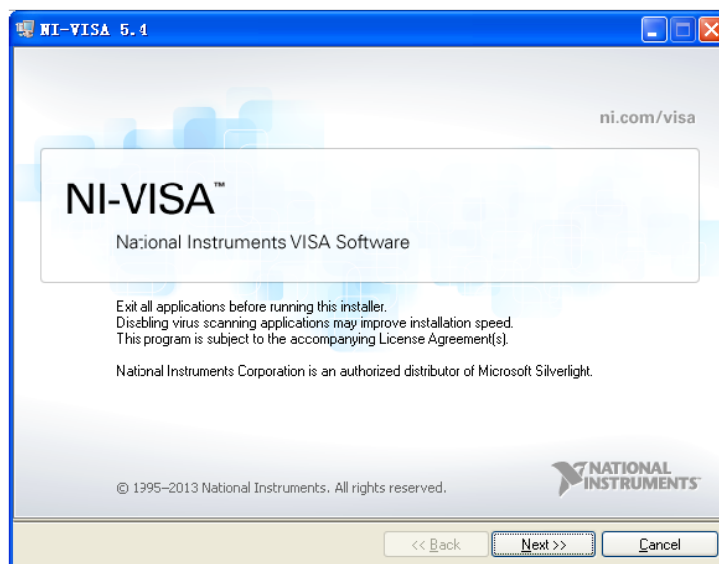 NI-VISA 5.4
ni.com/visa
NI-VISA™
National Instruments VISA Software
Exit all applications before running this installer.
Disabling virus scanning applications may improve installation speed.
This program is subject to the accompanying License Agreement(s).
National Instruments Corporation is an authorized distributor of Microsoft Silverlight.
© 1995–2013 National Instruments. All rights reserved.
NATIONAL
INSTRUMENTS™
<< Back
Next >>
Cancel